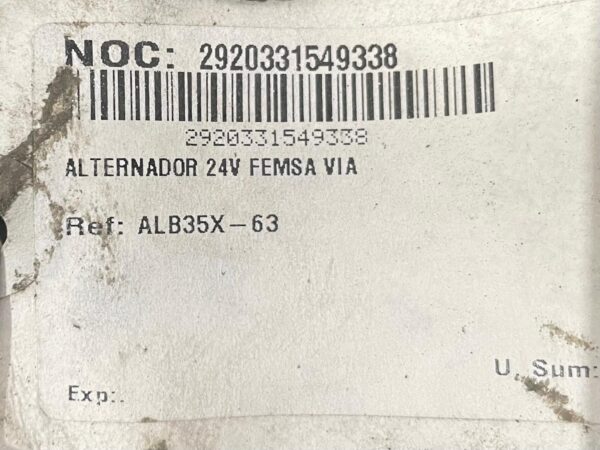 NOC: 2920331549338
2920331549338
ALTERNADOR 24V FEMSA VIA
Ref: ALB35X-63
U. Sum:
Exp:.